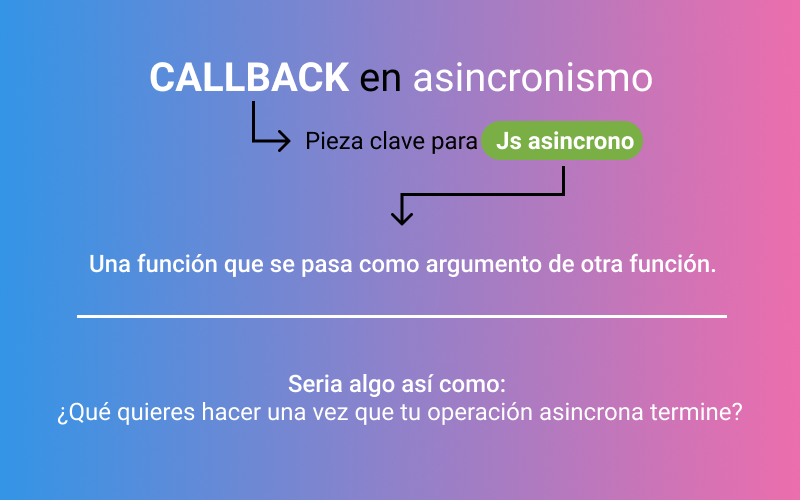 CALLBACK en asincronismo
Pieza clave para Js asincrono
Una función que se pasa como argumento de otra función.
Seria algo así como:
¿Qué quieres hacer una vez que tu operación asincrona termine?